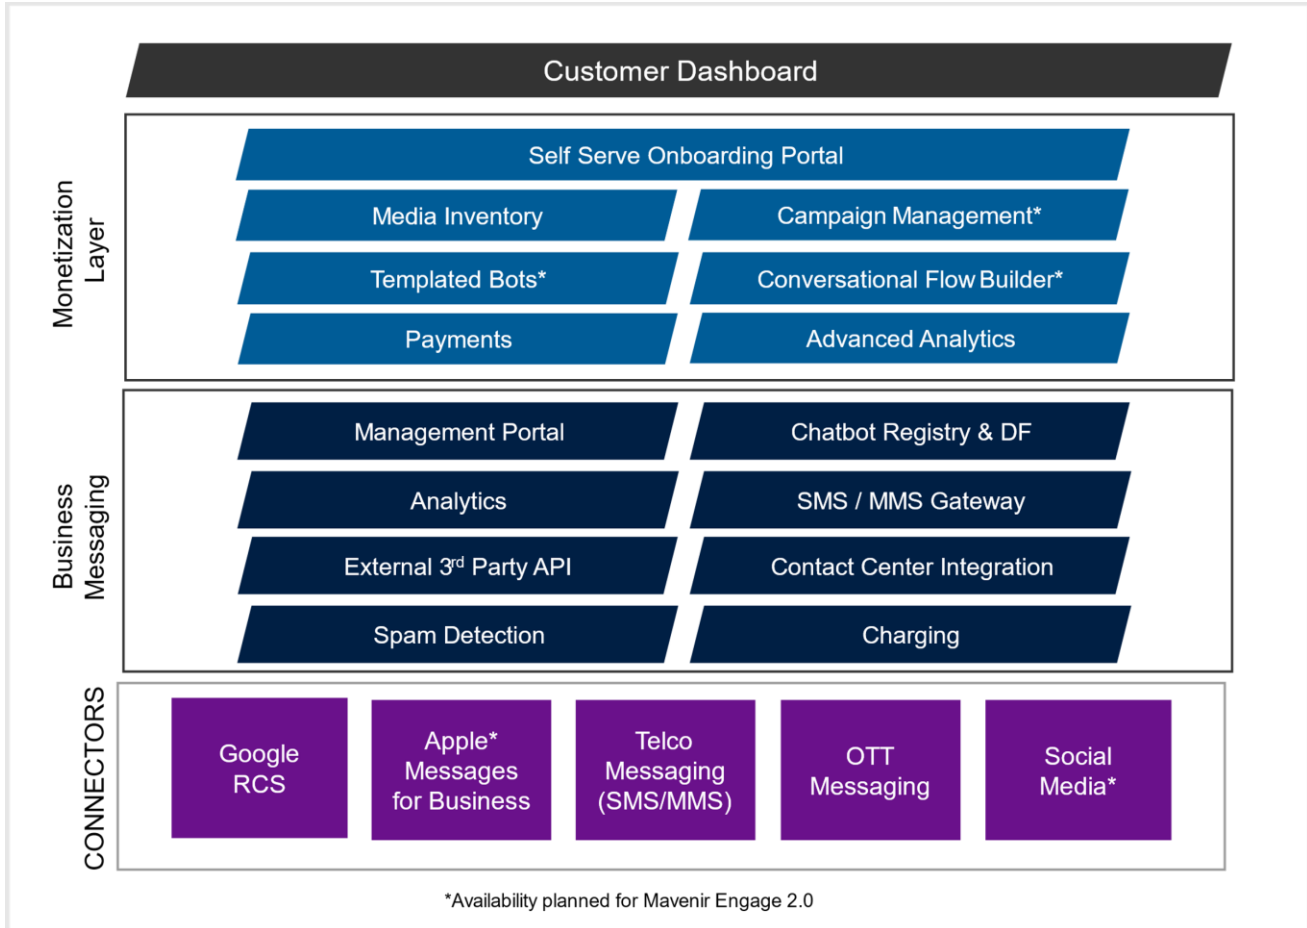 Customer Dashboard
Monetization
Layer
Self Serve Onboarding Portal
Media Inventory
Campaign Management*
Templated Bots*
Conversational Flow Builder*
Payments
Advanced Analytics
Business
Messaging
Management Portal
Chatbot Registry & DF
Analytics
SMS / MMS Gateway
External 3rd Party API
Contact Center Integration
Spam Detection
Charging
CONNECTORS
Google
RCS
Apple*
Messages
for Business
Telco
Messaging
(SMS/MMS)
OTT
Messaging
Social
Media*
*Availability planned for Mavenir Engage 2.0